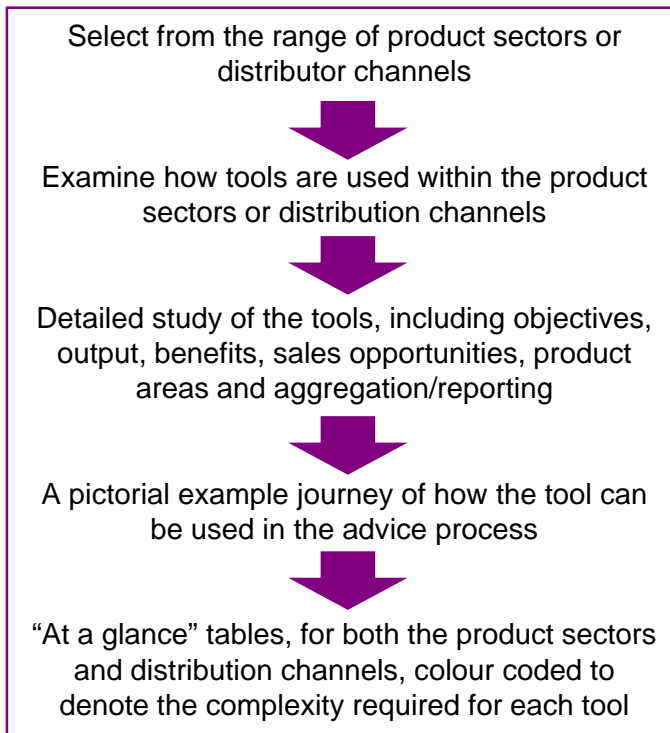 Select from the range of product sectors or
distributor channels
Examine how tools are used within the product
sectors or distribution channels
Detailed study of the tools, including objectives,
output, benefits, sales opportunities, product
areas and aggregation/reporting
A pictorial example journey of how the tool can
be used in the advice process
“At a glance” tables, for both the product sectors
and distribution channels, colour coded to
denote the complexity required for each tool